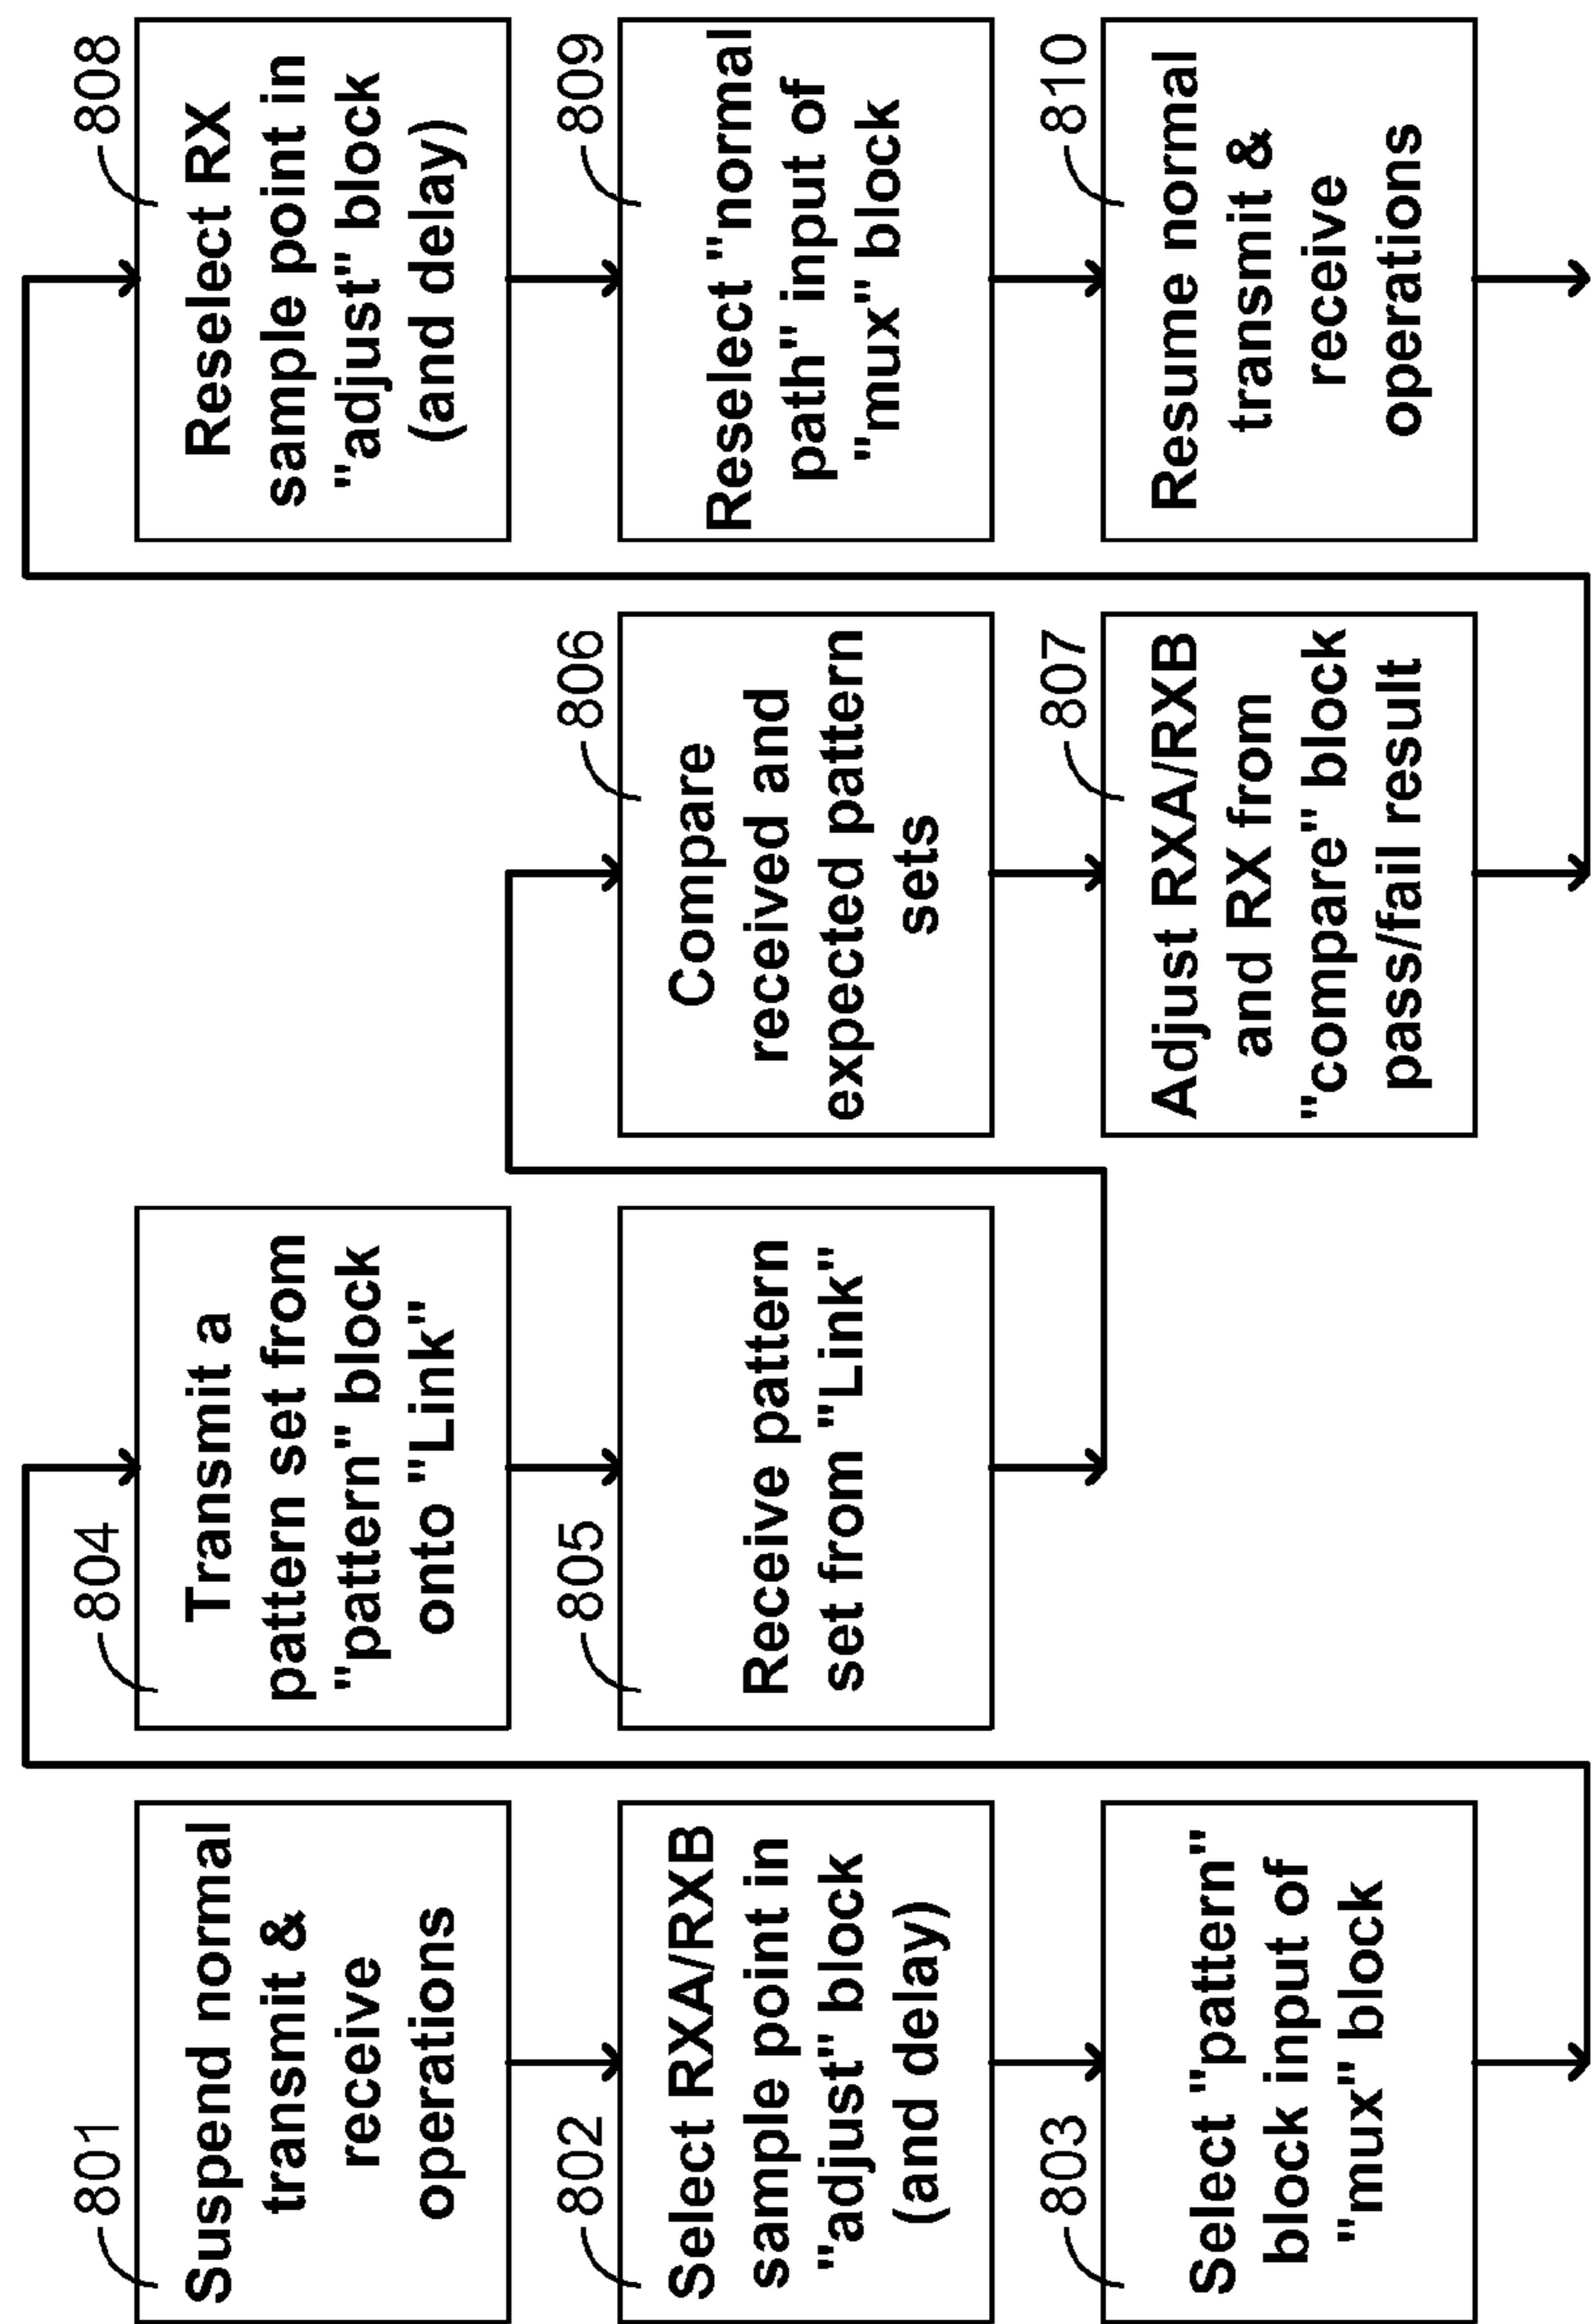 801
Suspend normal
transmit &
receive
operations
802
Select RXA/RXB
sample point in
"adjust" block
(and delay)
803
Select "pattern"
block input of
"mux" block
804
Transmit a
pattern set from
"pattern" block
onto "Link"
805
Receive pattern
set from "Link"
806
Compare
received and
expected pattern
sets
807
Adjust RXA/RXB
and RX from
"compare" block
pass/fail result
808
Reselect RX
sample point in
"adjust" block
(and delay)
809
Reselect "normal
path" input of
"mux" block
810
Resume normal
transmit &
receive
operations